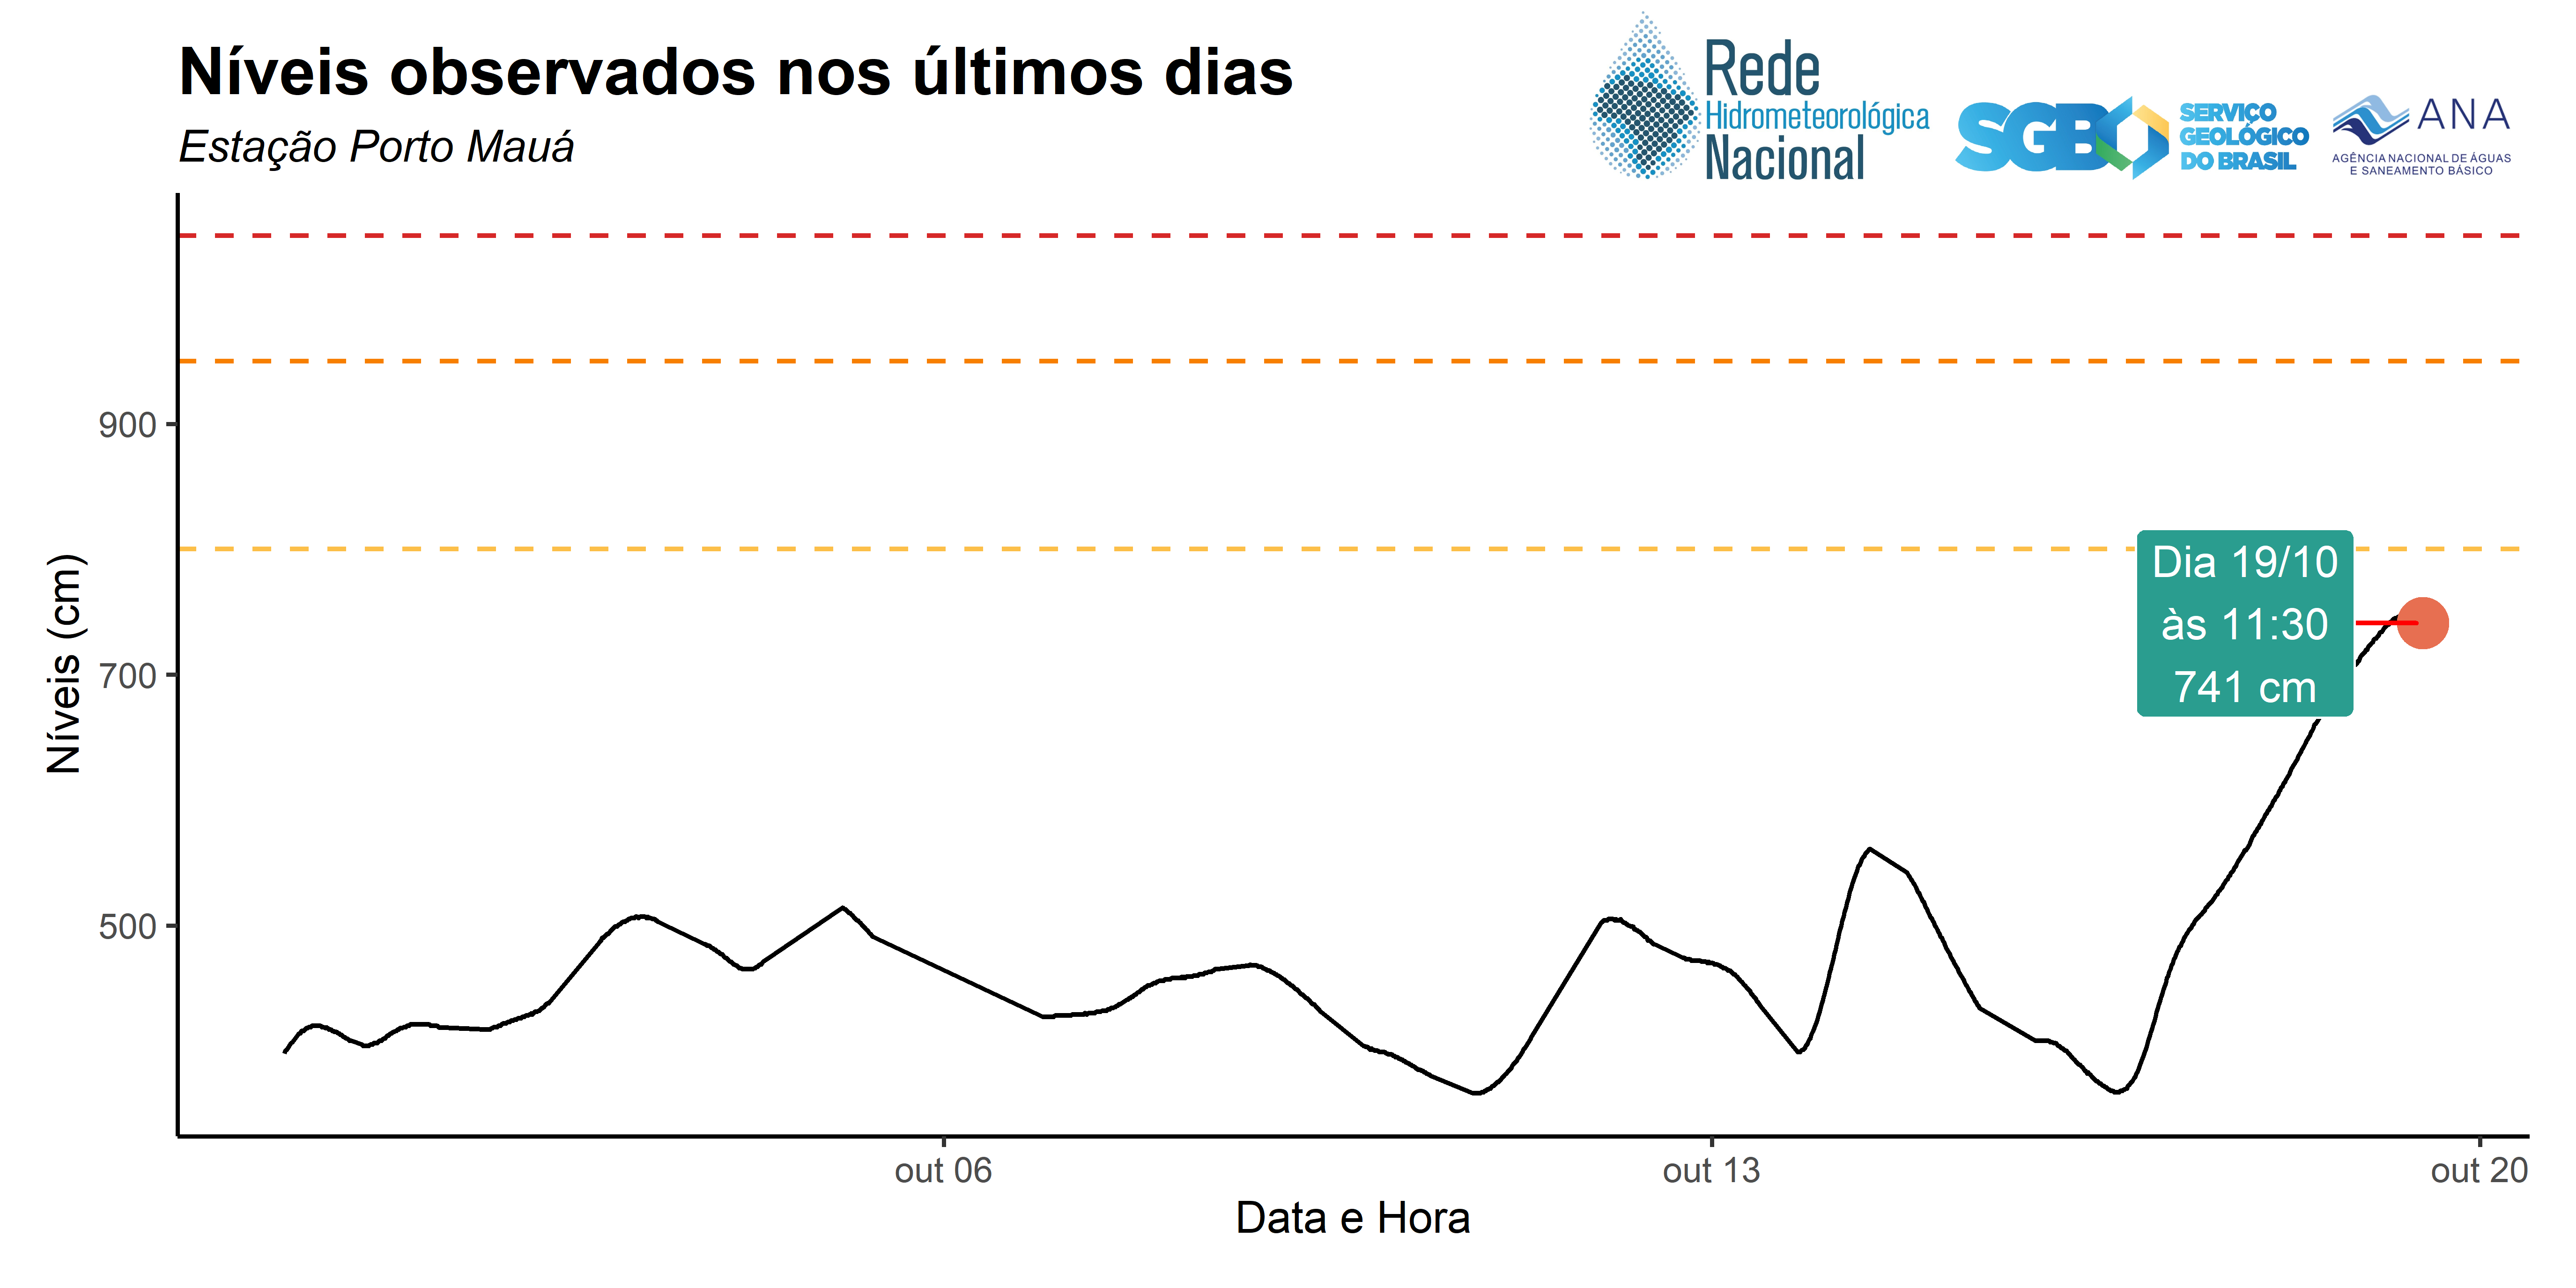 Níveis observados nos últimos dias
Estação Porto Mauá
Rede
Hidrometeorológica
Nacional
SGB
SERVIÇO
GEOLÓGICO
DO BRASIL
ANA
AGÊNCIA NACIONAL DE ÁGUAS
E SANEAMENTO BÁSICO
Níveis (cm)
900
700
500
Dia 19/10
às 11:30
741 cm
out 06
out 13
out 20
Data e Hora